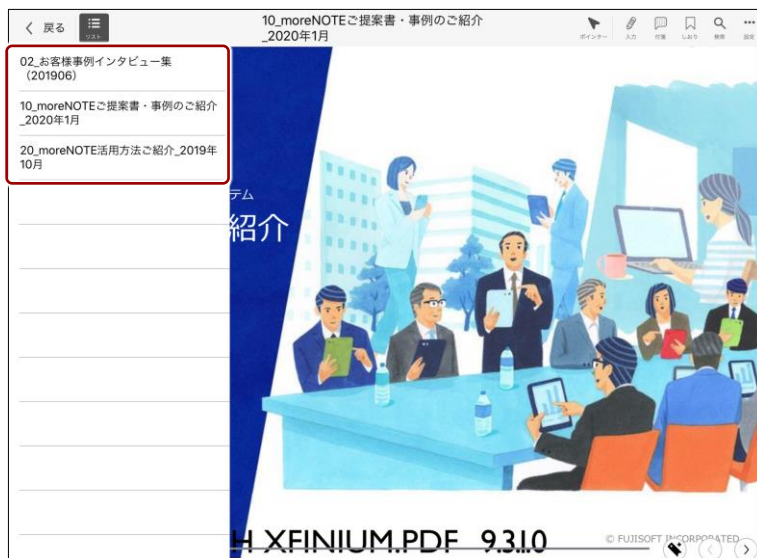 戻る
リスト
10_moreNOTEご提案書・事例のご紹介
_2020年1月
ポインター
入力
付箋
しおり
検索
設定
02_お客様事例インタビュー集
（201906）
10_moreNOTEご提案書・事例のご紹介
_2020年1月
20_moreNOTE活用方法ご紹介_2019年
10月
テム
紹介
H XFINIUM.PDF 9.3.1.0
© FUJISOFT INCORPORATED